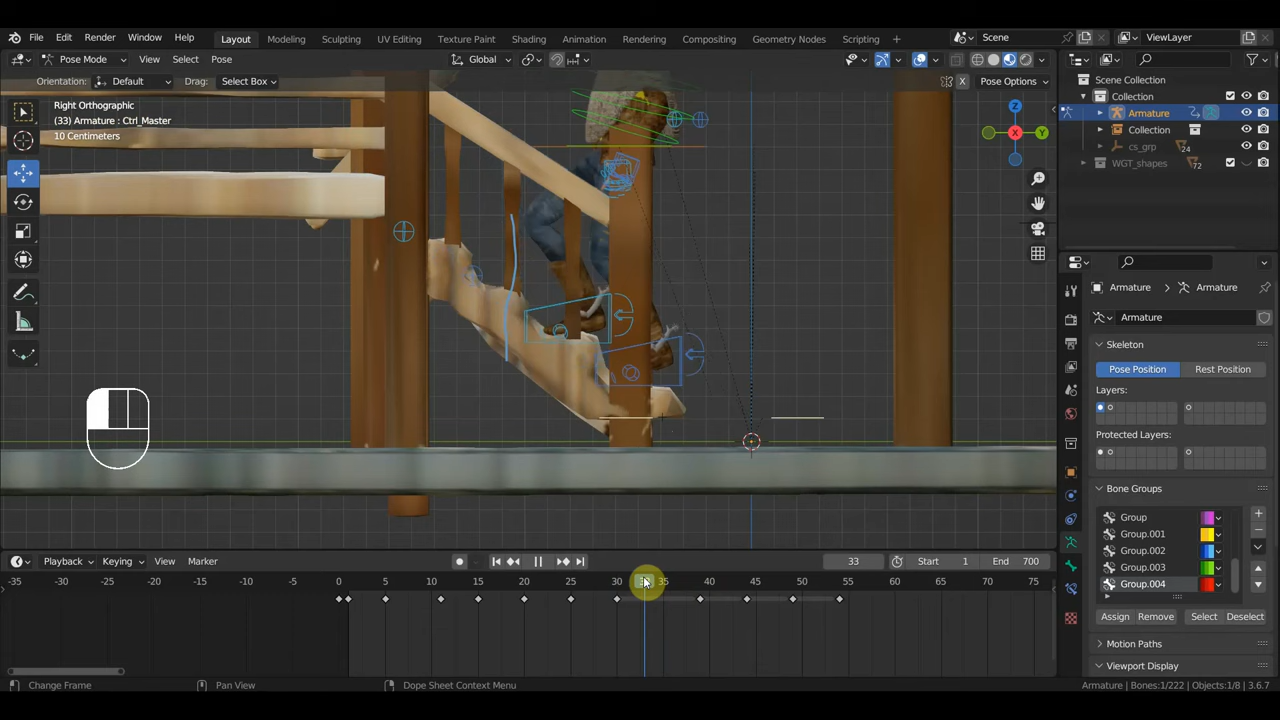 File Edit Render Window Help Layout Modeling Sculpting UV Editing Texture Paint Shading Animation Rendering Compositing Geometry Nodes Scripting + Scene ViewLayer
Pose Mode View Select Pose Global
Orientation: Default Drag: Select Box X Pose Options
Right Orthographic
(33) Armature : Ctrl_Master
10 Centimeters
Z
Y
X
Scene Collection
Collection
Armature
Collection
cs_grp 24
WGT_shapes 72
Armature > Armature
Armature
Skeleton
Pose Position Rest Position
Layers:
Protected Layers:
Bone Groups
Group
Group.001
Group.002
Group.003
Group.004
Assign Remove Select Deselect
Motion Paths
Viewport Display
Playback Keying View Marker 33 Start 1 End 700
-35 -30 -25 -20 -15 -10 -5 0 5 10 15 20 25 30 35 40 45 50 55 60 65 70 75
Change Frame Pan View Dope Sheet Context Menu Armature | Bones:1/222 | Objects:1/8 | 3.6.7